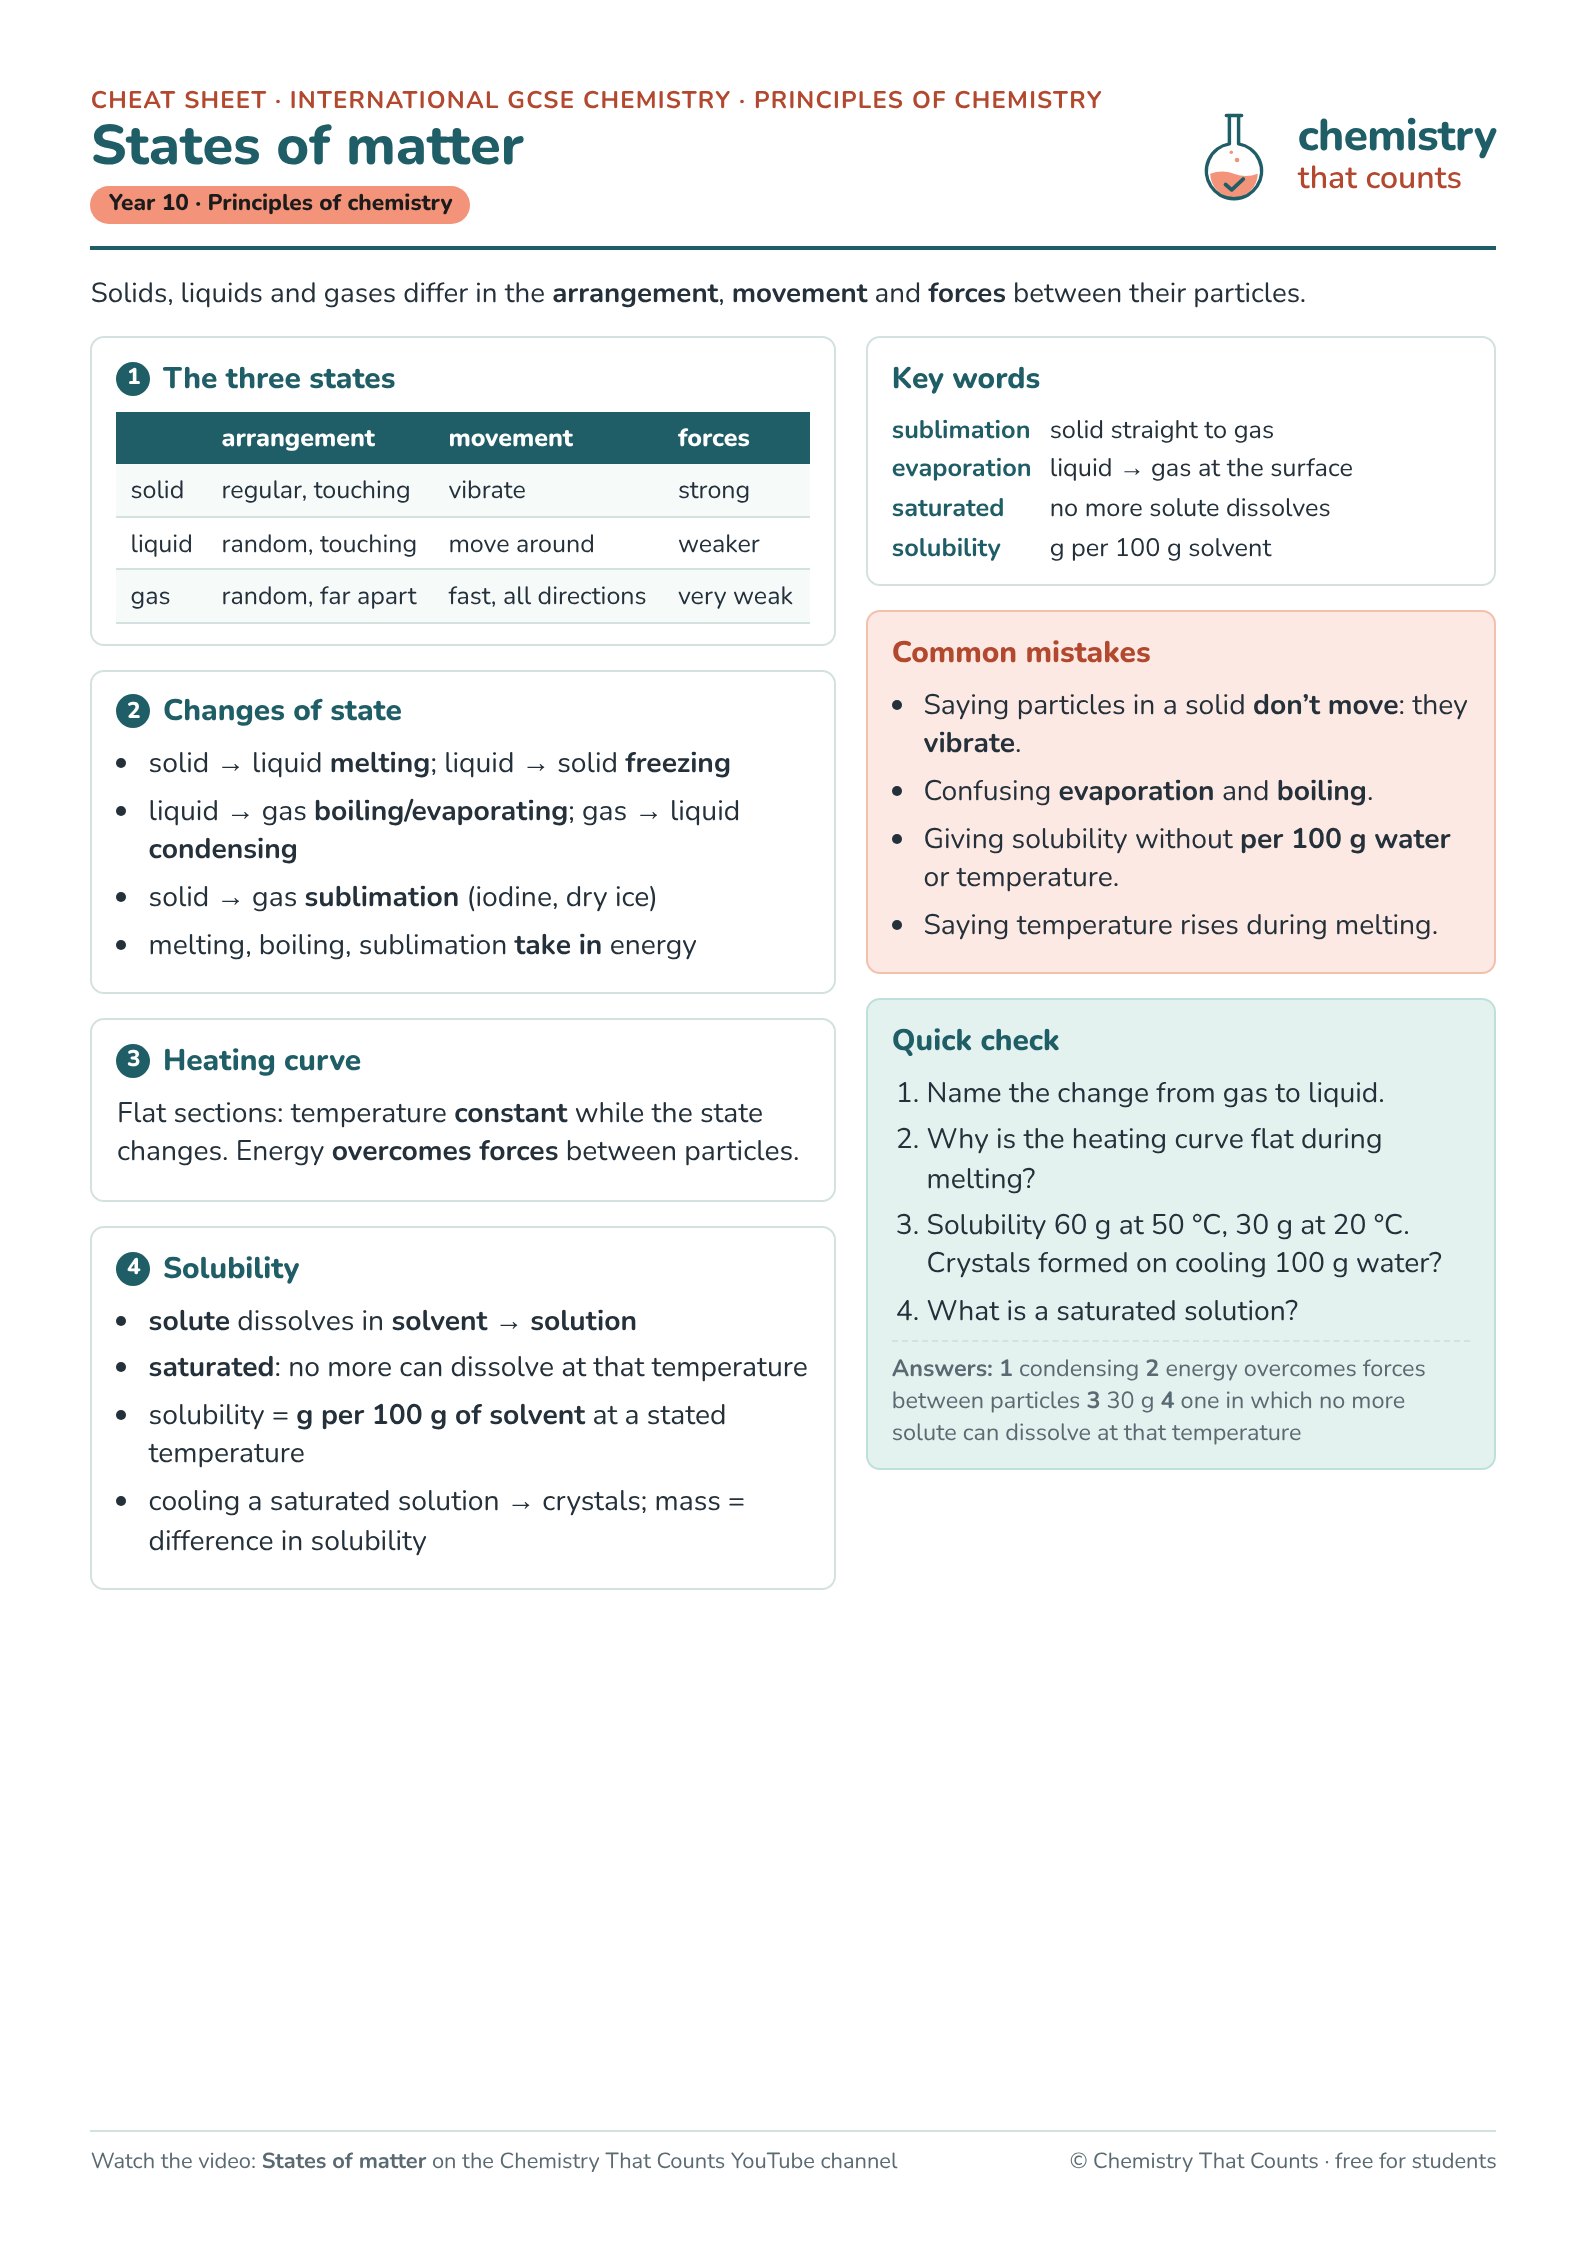 CHEAT SHEET · INTERNATIONAL GCSE CHEMISTRY · PRINCIPLES OF CHEMISTRY
States of matter
Year 10 · Principles of chemistry
chemistry
that counts
Solids, liquids and gases differ in the arrangement, movement and forces between their particles.
1 The three states
arrangement movement forces
solid regular, touching vibrate strong
liquid random, touching move around weaker
gas random, far apart fast, all directions very weak
2 Changes of state
• solid → liquid melting; liquid → solid freezing
• liquid → gas boiling/evaporating; gas → liquid
condensing
• solid → gas sublimation (iodine, dry ice)
• melting, boiling, sublimation take in energy
3 Heating curve
Flat sections: temperature constant while the state
changes. Energy overcomes forces between particles.
4 Solubility
• solute dissolves in solvent → solution
• saturated: no more can dissolve at that temperature
• solubility = g per 100 g of solvent at a stated
temperature
• cooling a saturated solution → crystals; mass =
difference in solubility
Key words
sublimation solid straight to gas
evaporation liquid → gas at the surface
saturated no more solute dissolves
solubility g per 100 g solvent
Common mistakes
• Saying particles in a solid don’t move: they
vibrate.
• Confusing evaporation and boiling.
• Giving solubility without per 100 g water
or temperature.
• Saying temperature rises during melting.
Quick check
1. Name the change from gas to liquid.
2. Why is the heating curve flat during
melting?
3. Solubility 60 g at 50 °C, 30 g at 20 °C.
Crystals formed on cooling 100 g water?
4. What is a saturated solution?
Answers: 1 condensing 2 energy overcomes forces
between particles 3 30 g 4 one in which no more
solute can dissolve at that temperature
Watch the video: States of matter on the Chemistry That Counts YouTube channel
© Chemistry That Counts · free for students